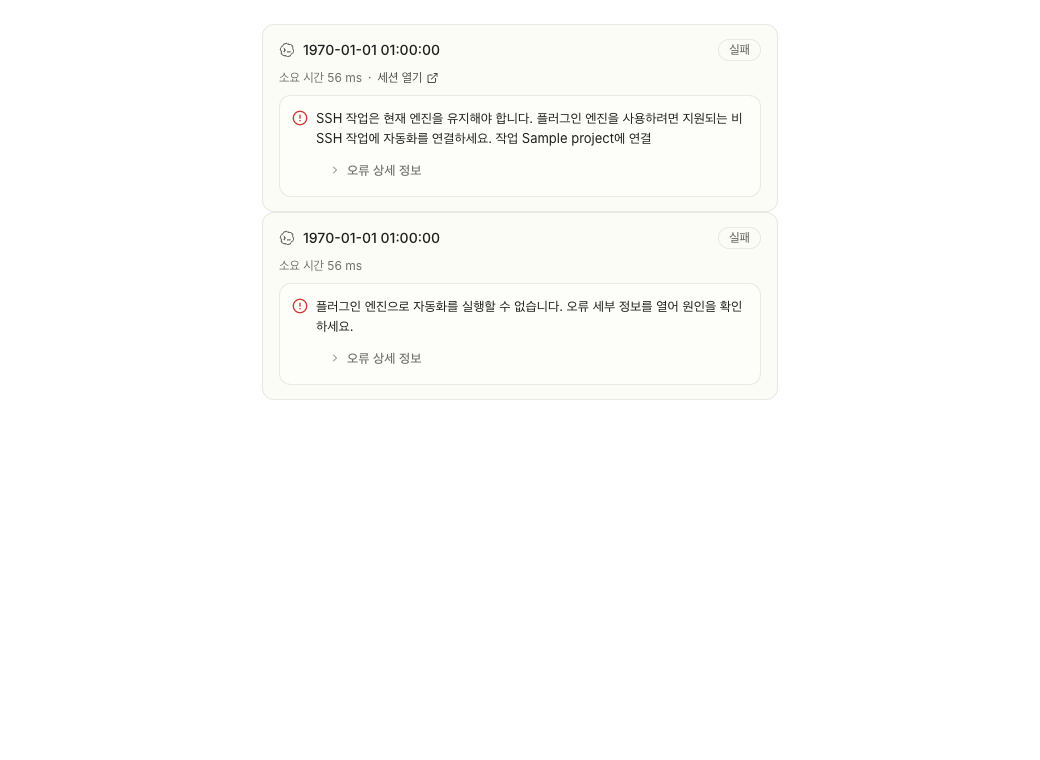 1970-01-01 01:00:00
실패
소요 시간 56 ms · 세션 열기
SSH 작업은 현재 엔진을 유지해야 합니다. 플러그인 엔진을 사용하려면 지원되는 비
SSH 작업에 자동화를 연결하세요. 작업 Sample project에 연결
오류 상세 정보
1970-01-01 01:00:00
실패
소요 시간 56 ms
플러그인 엔진으로 자동화를 실행할 수 없습니다. 오류 세부 정보를 열어 원인을 확인
하세요.
오류 상세 정보